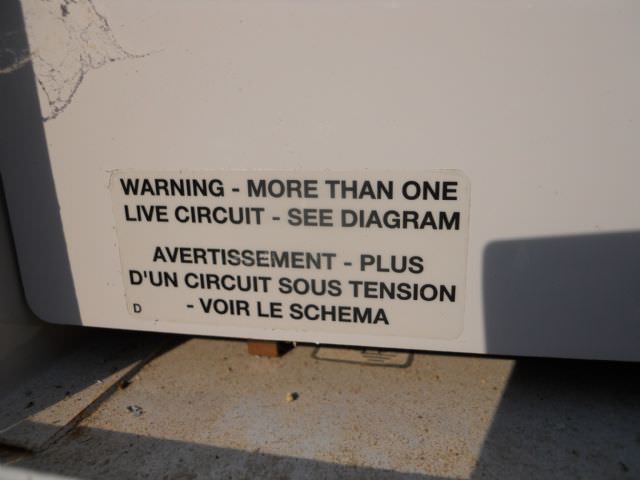 WARNING - MORE THAN ONE
LIVE CIRCUIT - SEE DIAGRAM
AVERTISSEMENT - PLUS
D'UN CIRCUIT SOUS TENSION
- VOIR LE SCHEMA
D